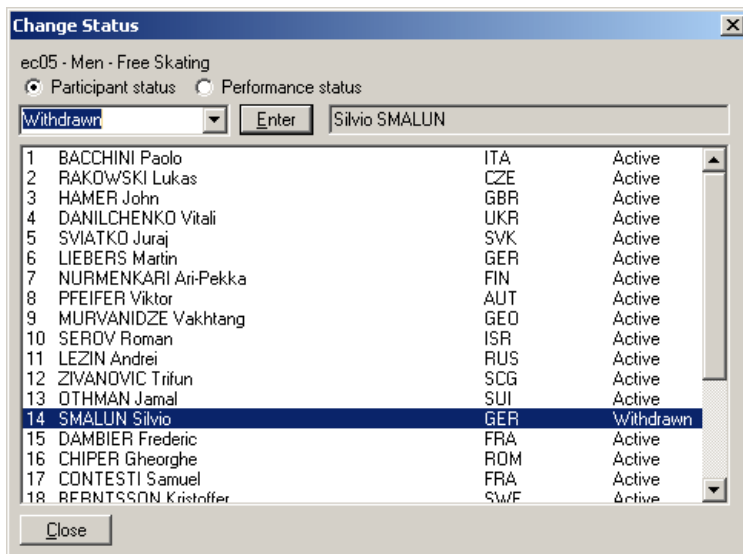 Change Status
ec05 - Men - Free Skating
Participant status Performance status
Withdrawn Enter Silvio SMALUN
1 BACCHINI Paolo ITA Active
2 RAKOWSKI Lukas CZE Active
3 HAMER John GBR Active
4 DANILCHENKO Vitali UKR Active
5 SVIATKO Juraj SVK Active
6 LIEBERS Martin GER Active
7 NURMENKARI Ari-Pekka FIN Active
8 PFEIFER Viktor AUT Active
9 MURVANIDZE Vakhtang GEO Active
10 SEROV Roman ISR Active
11 LEZIN Andrei RUS Active
12 ZIVANOVIC Trifun SCG Active
13 OTHMAN Jamal SUI Active
14 SMALUN Silvio GER Withdrawn
15 DAMBIER Frederic FRA Active
16 CHIPER Gheorghe ROM Active
17 CONTESTI Samuel FRA Active
18 BERNTSSON Kristoffer SWE Active
Close